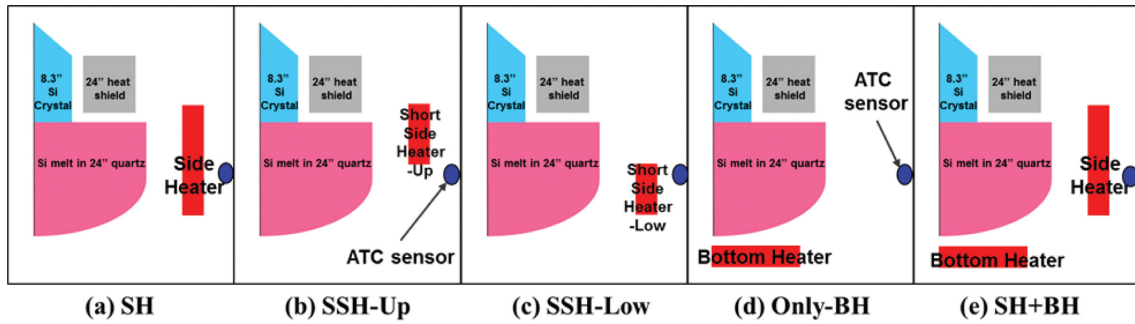 8.3”
Si
Crystal
24” heat
shield
Si melt in 24” quartz
Side
Heater
(a) SH
8.3”
Si
Crystal
24” heat
shield
Short
Side
Heater
-Up
Si melt in 24” quartz
ATC sensor
(b) SSH-Up
8.3”
Si
Crystal
24” heat
shield
Si melt in 24” quartz
Short
Side
Heater
-Low
(c) SSH-Low
8.3”
Si
Crystal
24” heat
shield
ATC
sensor
Si melt in 24” quartz
Bottom Heater
(d) Only-BH
8.3”
Si
Crystal
24” heat
shield
Si melt in 24” quartz
Side
Heater
Bottom Heater
(e) SH+BH